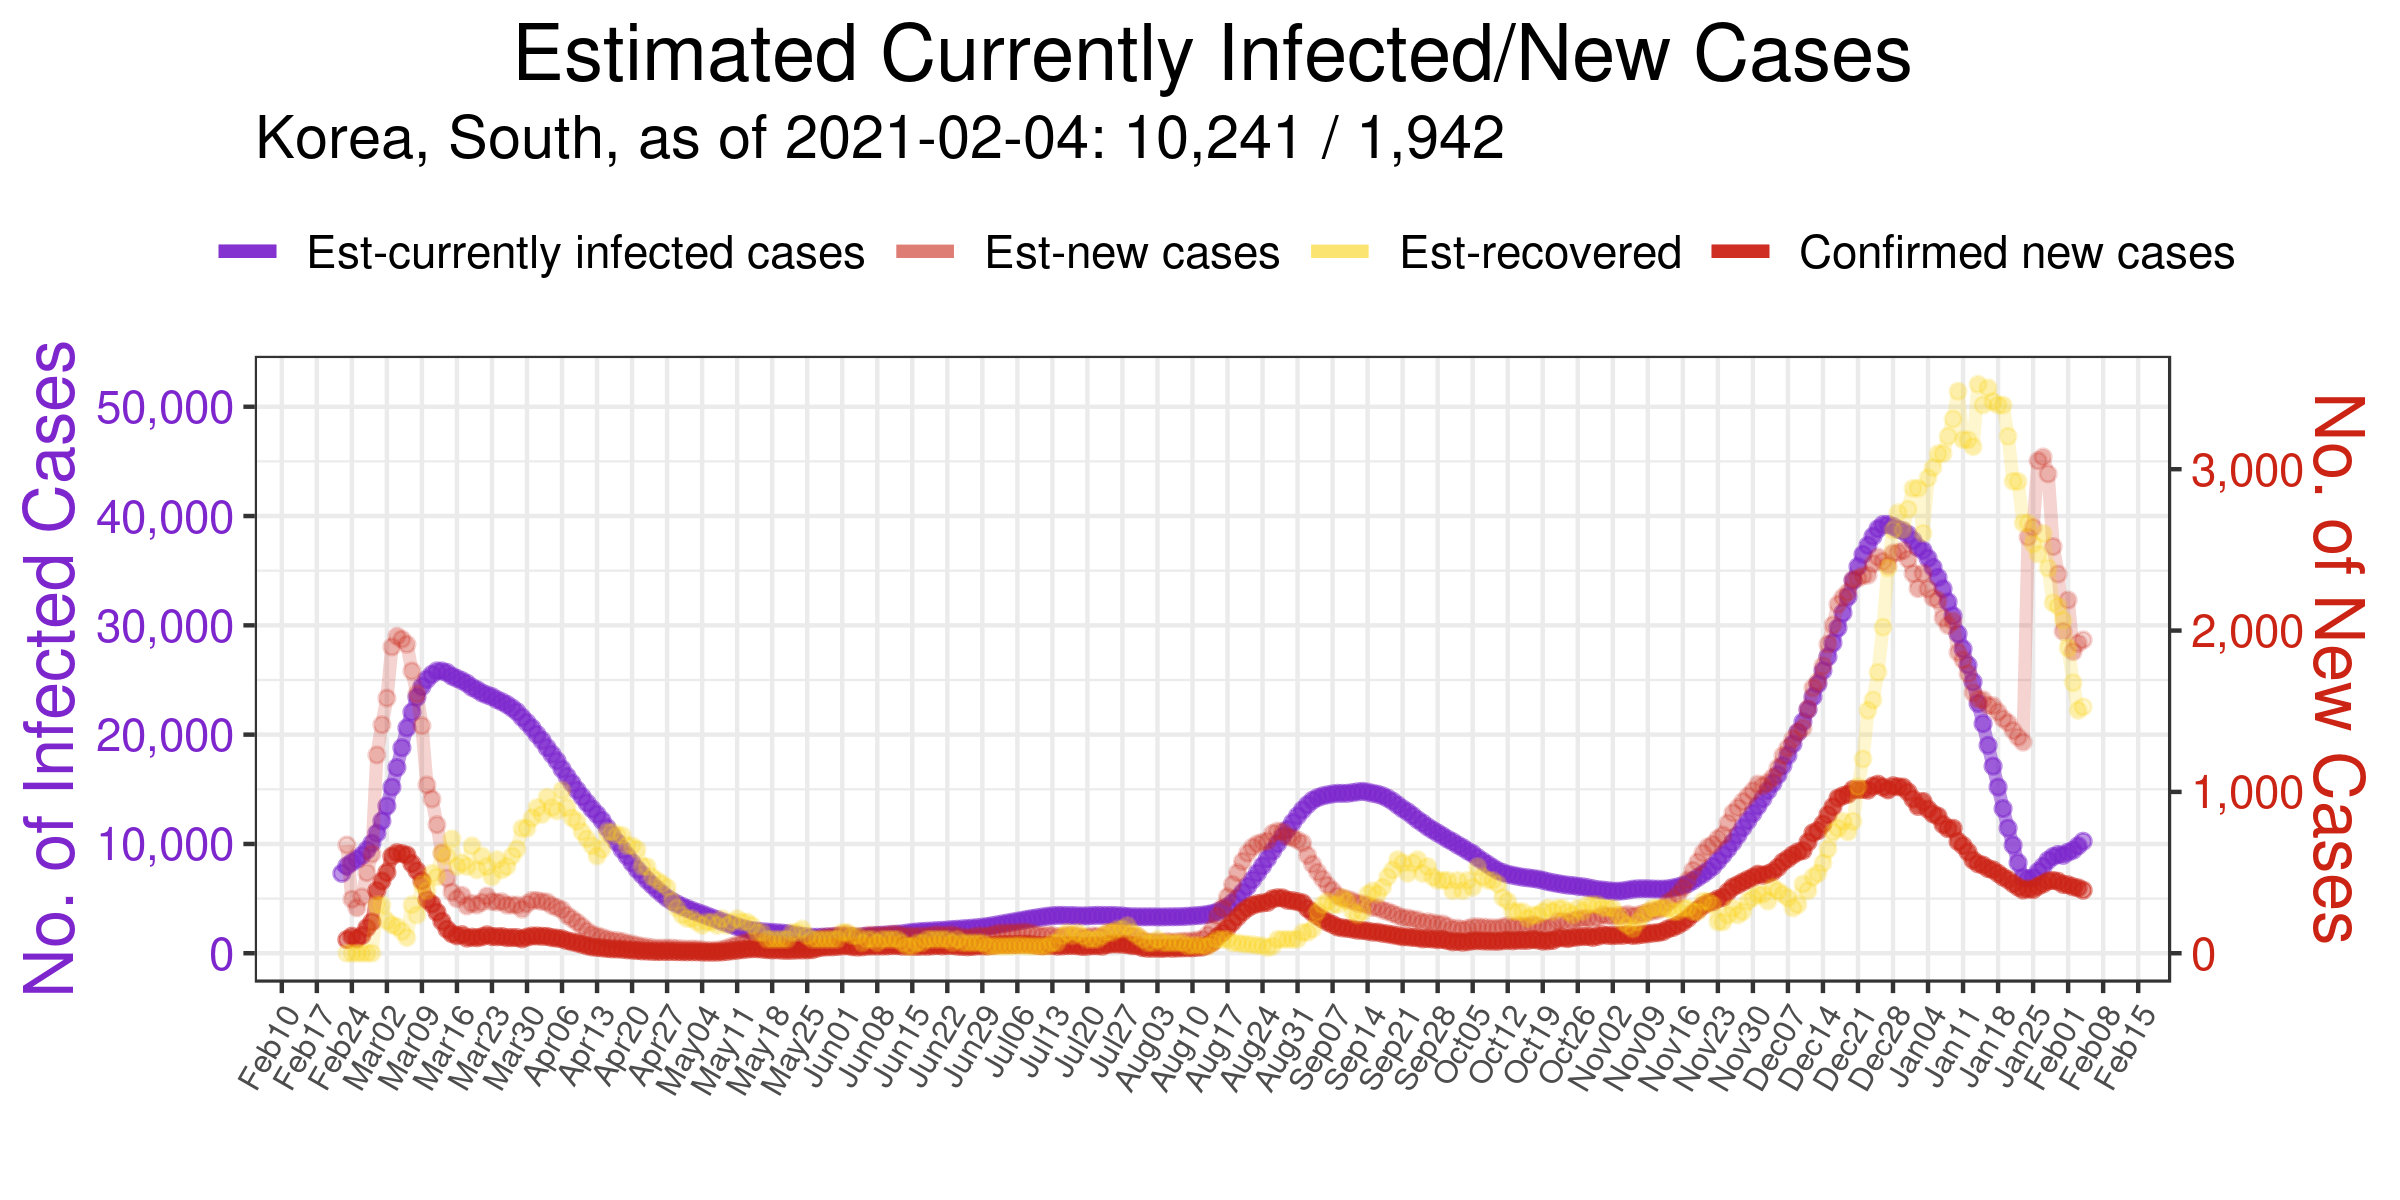 Estimated Currently Infected/New Cases
Korea, South, as of 2021-02-04: 10,241 / 1,942
Est-currently infected cases Est-new cases Est-recovered Confirmed new cases
No. of Infected Cases
50,000
40,000
30,000
20,000
10,000
0
No. of New Cases
3,000
2,000
1,000
0
Feb10
Feb17
Feb24
Mar02
Mar09
Mar16
Mar23
Mar30
Apr06
Apr13
Apr20
Apr27
May04
May11
May18
May25
Jun01
Jun08
Jun15
Jun22
Jun29
Jul06
Jul13
Jul20
Jul27
Aug03
Aug10
Aug17
Aug24
Aug31
Sep07
Sep14
Sep21
Sep28
Oct05
Oct12
Oct19
Oct26
Nov02
Nov09
Nov16
Nov23
Nov30
Dec07
Dec14
Dec21
Dec28
Jan04
Jan11
Jan18
Jan25
Feb01
Feb08
Feb15